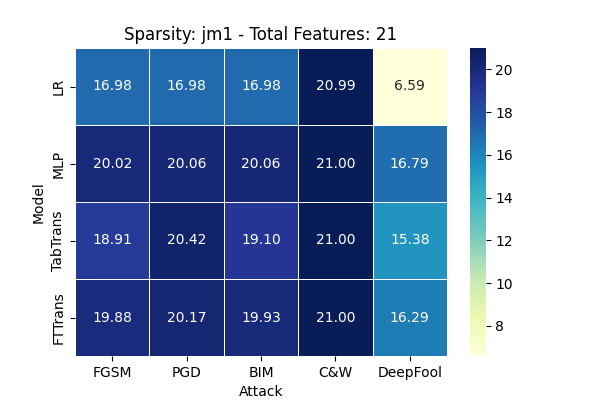 Sparsity: jm1 - Total Features: 21
Model
LR 16.98 16.98 16.98 20.99 6.59
MLP 20.02 20.06 20.06 21.00 16.79
TabTrans 18.91 20.42 19.10 21.00 15.38
FTTrans 19.88 20.17 19.93 21.00 16.29
FGSM PGD BIM C&W DeepFool
Attack
20
18
16
14
12
10
8